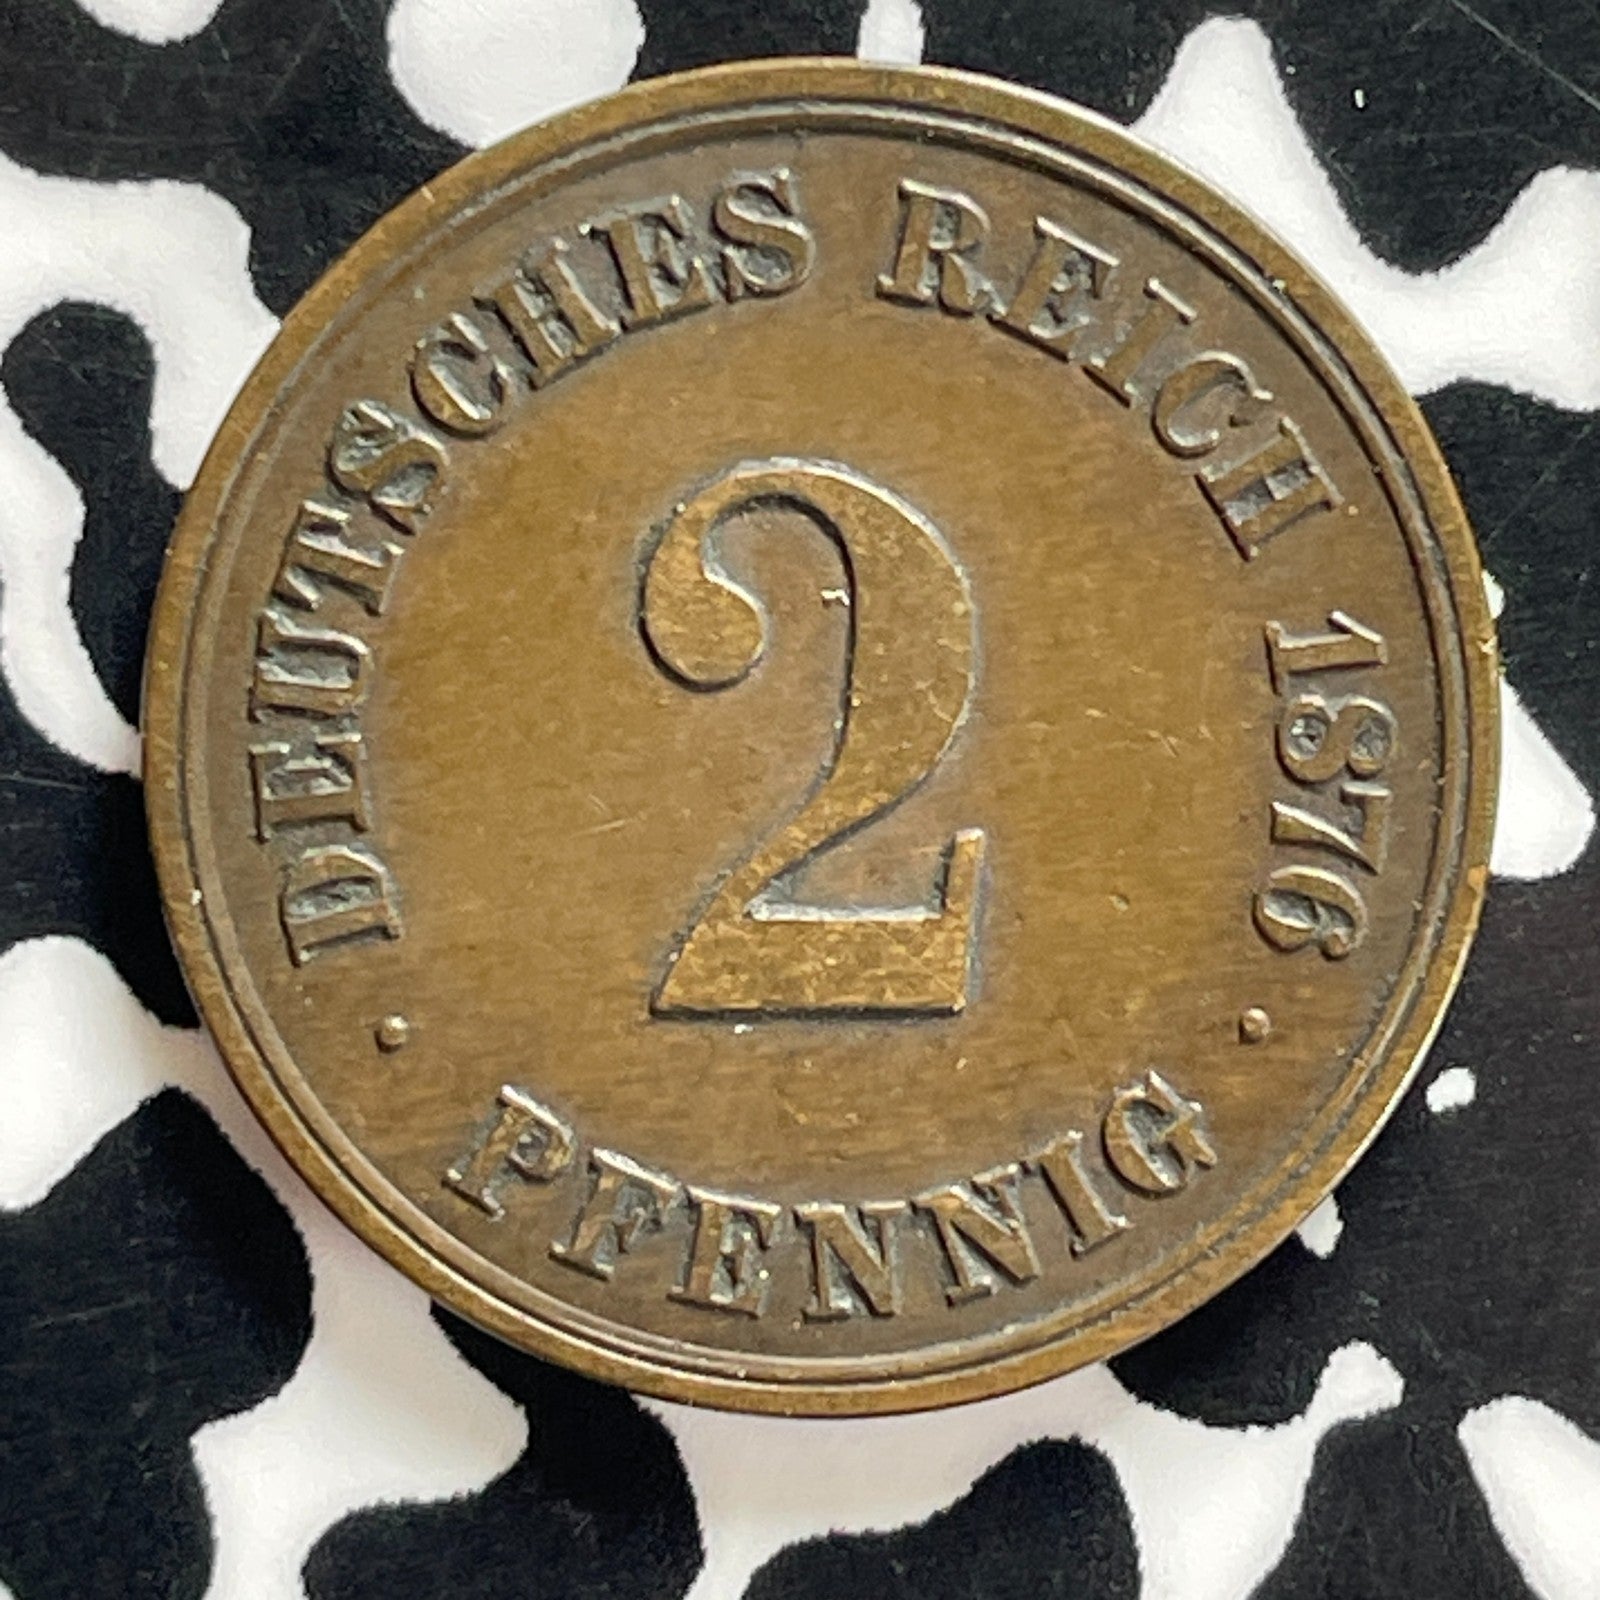 DEUTSCHES REICH 1876
2
· PFENNIG ·